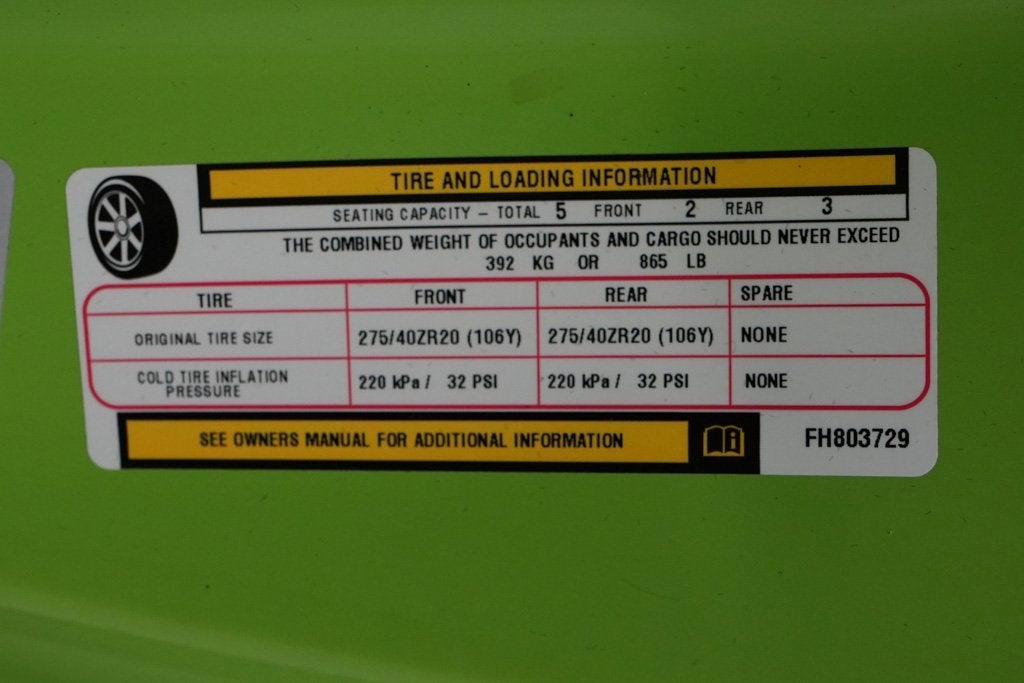 TIRE AND LOADING INFORMATION
SEATING CAPACITY – TOTAL 5 FRONT 2 REAR 3
THE COMBINED WEIGHT OF OCCUPANTS AND CARGO SHOULD NEVER EXCEED
392 KG OR 865 LB
TIRE FRONT REAR SPARE
ORIGINAL TIRE SIZE 275/40ZR20 (106Y) 275/40ZR20 (106Y) NONE
COLD TIRE INFLATION
PRESSURE 220 kPa / 32 PSI 220 kPa / 32 PSI NONE
SEE OWNERS MANUAL FOR ADDITIONAL INFORMATION FH803729